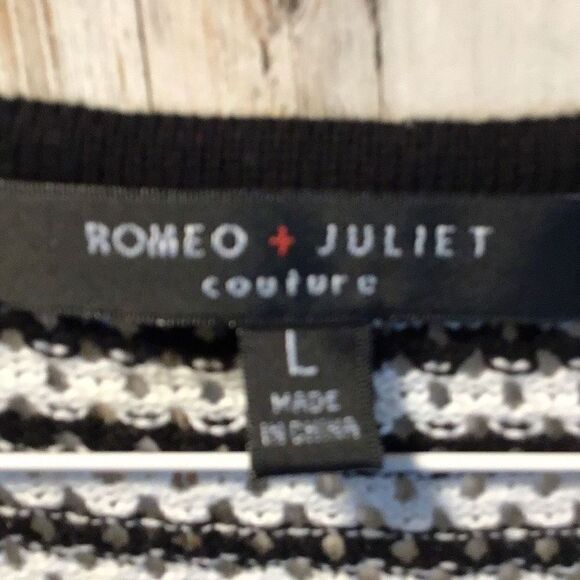 ROMEO + JULIET
couture
L
MADE
IN CHINA